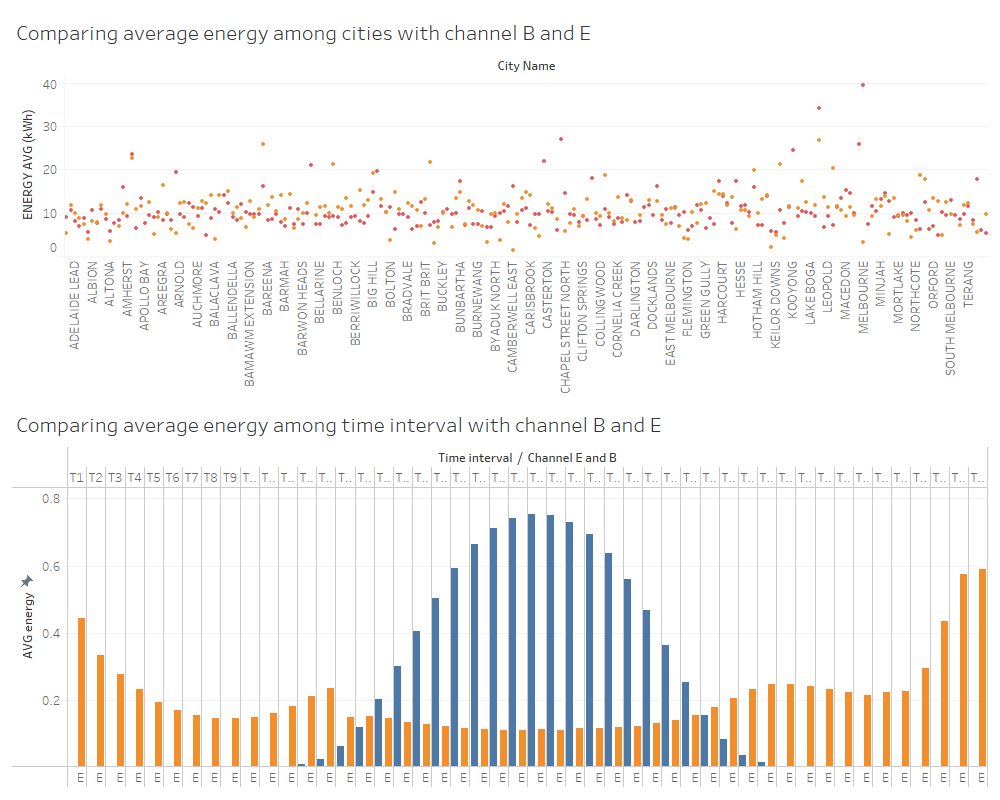 Comparing average energy among cities with channel B and E
City Name
ENERGY AVG (kWh)
40
30
20
10
0
ADELAIDE LEAD
ALBION
ALTONA
AMHERST
APOLLO BAY
AREEGRA
ARNOLD
AUCHMORE
BALACLAVA
BALLENDELLA
BAMAWM EXTENSION
BAREENA
BARMAH
BARWON HEADS
BELLARINE
BENLOCH
BERRIWILLOCK
BIG HILL
BOLTON
BRADVALE
BRIT BRIT
BUCKLEY
BUNBARTHA
BURNEWANG
BYADUK NORTH
CAMBERWELL EAST
CARISBROOK
CASTERTON
CHAPEL STREET NORTH
CLIFTON SPRINGS
COLLINGWOOD
CORNELIA CREEK
DARLINGTON
DOCKLANDS
EAST MELBOURNE
FLEMINGTON
GREEN GULLY
HARCOURT
HESSE
HOTHAM HILL
KEILOR DOWNS
KOOYONG
LAKE BOGA
LEOPOLD
MACEDON
MELBOURNE
MINJAH
MORTLAKE
NORTHCOTE
ORFORD
SOUTH MELBOURNE
TERANG
Comparing average energy among time interval with channel B and E
Time interval / Channel E and B
T1 T2 T3 T4 T5 T6 T7 T8 T9 T.. T.. T.. T.. T.. T.. T.. T.. T.. T.. T.. T.. T.. T.. T.. T.. T.. T.. T.. T.. T.. T.. T.. T.. T.. T.. T.. T.. T.. T.. T.. T.. T.. T.. T.. T.. T.. T.. T..
AVG energy
0.8
0.6
0.4
0.2
E E E E E E E E E E E E E E E E E E E E E E E E E E E E E E E E E E E E E E E E E E E E E E E E